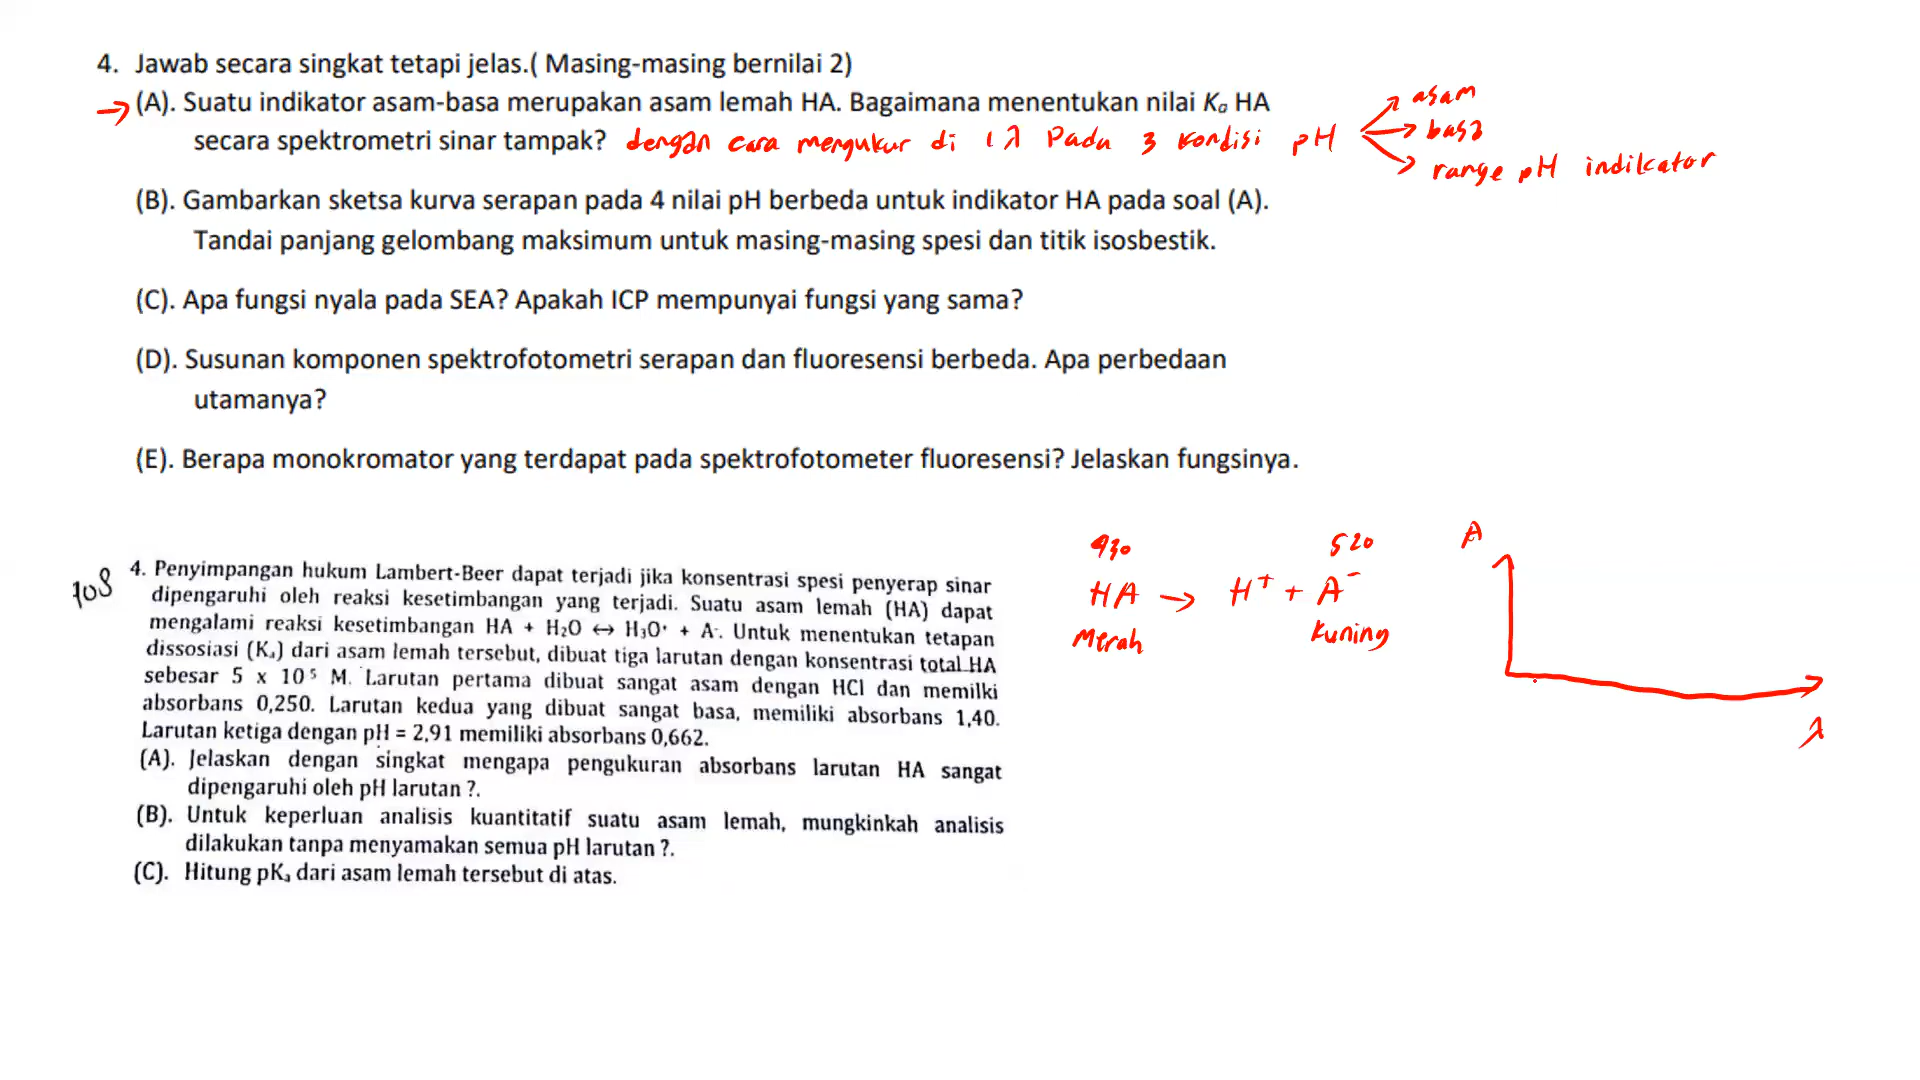 4. Jawab secara singkat tetapi jelas.( Masing-masing bernilai 2)
(A). Suatu indikator asam-basa merupakan asam lemah HA. Bagaimana menentukan nilai Ka HA
secara spektrometri sinar tampak? dengan cara mengukur di 1 λ Pada 3 kondisi pH
asam
basa
range pH indikator
(B). Gambarkan sketsa kurva serapan pada 4 nilai pH berbeda untuk indikator HA pada soal (A).
Tandai panjang gelombang maksimum untuk masing-masing spesi dan titik isosbestik.
(C). Apa fungsi nyala pada SEA? Apakah ICP mempunyai fungsi yang sama?
(D). Susunan komponen spektrofotometri serapan dan fluoresensi berbeda. Apa perbedaan
utamanya?
(E). Berapa monokromator yang terdapat pada spektrofotometer fluoresensi? Jelaskan fungsinya.
108
4. Penyimpangan hukum Lambert-Beer dapat terjadi jika konsentrasi spesi penyerap sinar
dipengaruhi oleh reaksi kesetimbangan yang terjadi. Suatu asam lemah (HA) dapat
mengalami reaksi kesetimbangan HA + H₂O ↔ H₃O⁺ + A⁻. Untuk menentukan tetapan
dissosiasi (Kₐ) dari asam lemah tersebut, dibuat tiga larutan dengan konsentrasi total HA
sebesar 5 x 10⁻⁵ M. Larutan pertama dibuat sangat asam dengan HCl dan memilki
absorbans 0,250. Larutan kedua yang dibuat sangat basa, memiliki absorbans 1,40.
Larutan ketiga dengan pH = 2,91 memiliki absorbans 0,662.
(A). Jelaskan dengan singkat mengapa pengukuran absorbans larutan HA sangat
dipengaruhi oleh pH larutan ?.
(B). Untuk keperluan analisis kuantitatif suatu asam lemah, mungkinkah analisis
dilakukan tanpa menyamakan semua pH larutan ?.
(C). Hitung pKₐ dari asam lemah tersebut di atas.
430 520
HA → H⁺ + A⁻
Merah Kuning
A
λ